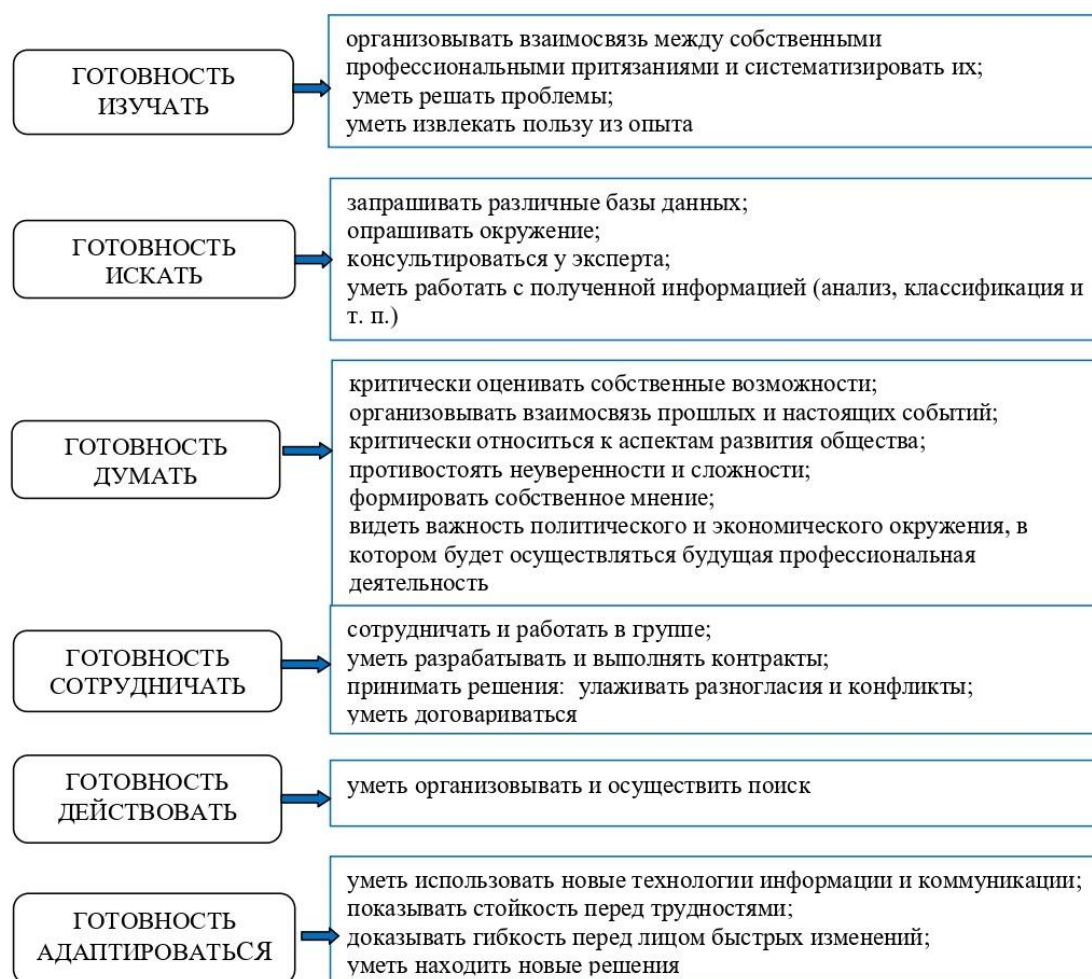 ГОТОВНОСТЬ
ИЗУЧАТЬ
организовывать взаимосвязь между собственными
профессиональными притязаниями и систематизировать их;
уметь решать проблемы;
уметь извлекать пользу из опыта
ГОТОВНОСТЬ
ИСКАТЬ
запрашивать различные базы данных;
опрашивать окружение;
консультироваться у эксперта;
уметь работать с полученной информацией (анализ, классификация и
т. п.)
ГОТОВНОСТЬ
ДУМАТЬ
критически оценивать собственные возможности;
организовывать взаимосвязь прошлых и настоящих событий;
критически относиться к аспектам развития общества;
противостоять неуверенности и сложности;
формировать собственное мнение;
видеть важность политического и экономического окружения, в
котором будет осуществляться будущая профессиональная
деятельность
ГОТОВНОСТЬ
СОТРУДНИЧАТЬ
сотрудничать и работать в группе;
уметь разрабатывать и выполнять контракты;
принимать решения: улаживать разногласия и конфликты;
уметь договариваться
ГОТОВНОСТЬ
ДЕЙСТВОВАТЬ
уметь организовывать и осуществить поиск
ГОТОВНОСТЬ
АДАПТИРОВАТЬСЯ
уметь использовать новые технологии информации и коммуникации;
показывать стойкость перед трудностями;
доказывать гибкость перед лицом быстрых изменений;
уметь находить новые решения